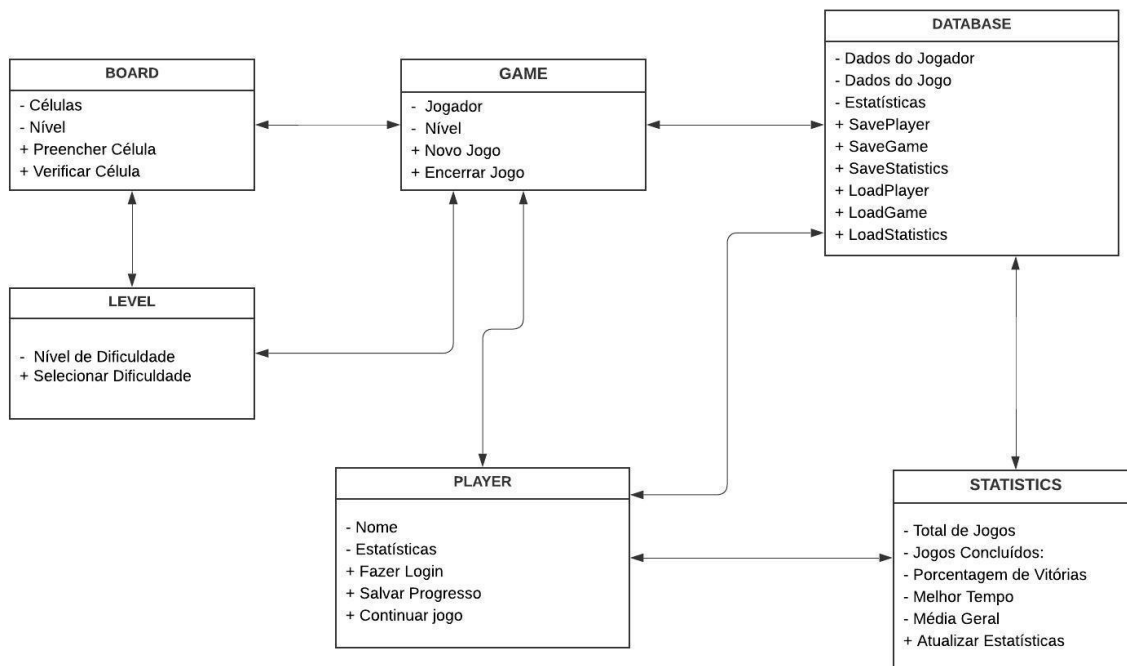 BOARD
- Células
- Nível
+ Preencher Célula
+ Verificar Célula
GAME
- Jogador
- Nível
+ Novo Jogo
+ Encerrar Jogo
DATABASE
- Dados do Jogador
- Dados do Jogo
- Estatísticas
+ SavePlayer
+ SaveGame
+ SaveStatistics
+ LoadPlayer
+ LoadGame
+ LoadStatistics
LEVEL
- Nível de Dificuldade
+ Selecionar Dificuldade
PLAYER
- Nome
- Estatísticas
+ Fazer Login
+ Salvar Progresso
+ Continuar jogo
STATISTICS
- Total de Jogos
- Jogos Concluídos:
- Porcentagem de Vitórias
- Melhor Tempo
- Média Geral
+ Atualizar Estatísticas